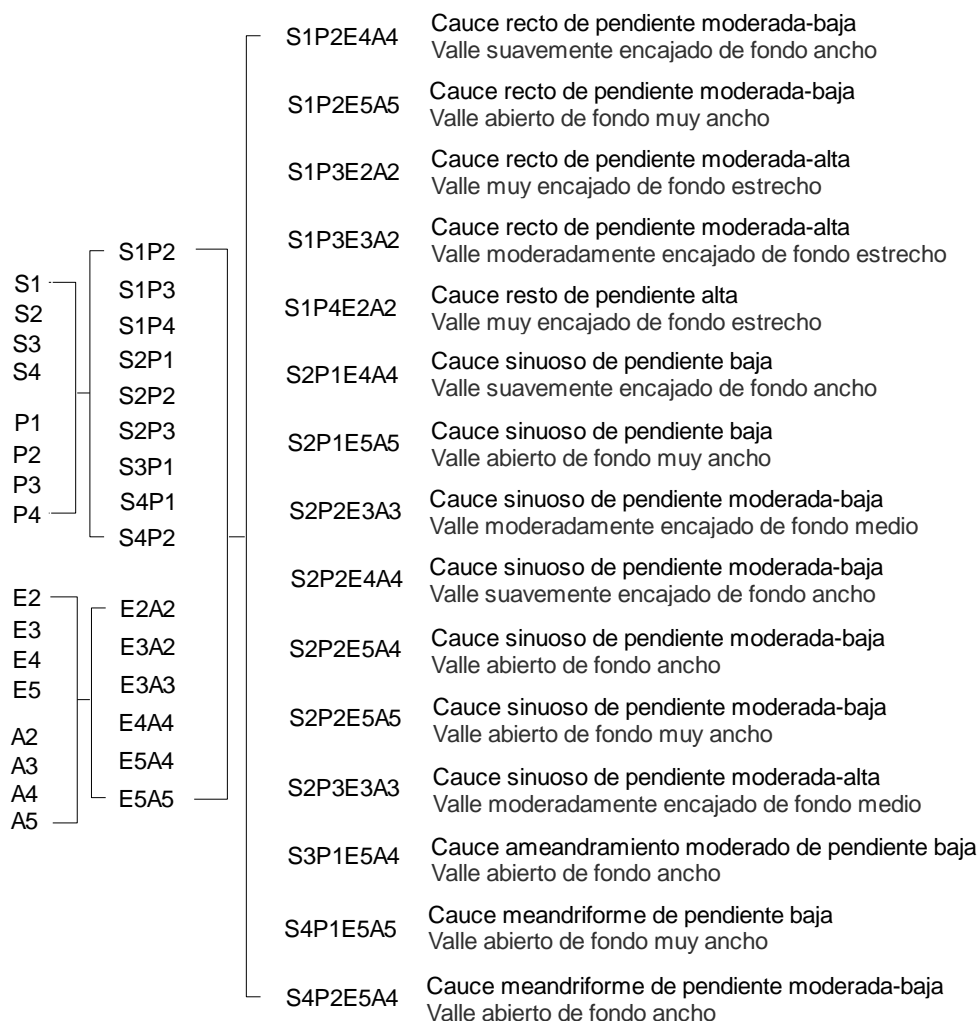 S1
S2
S3
S4
P1
P2
P3
P4
E2
E3
E4
E5
A2
A3
A4
A5
S1P2
S1P3
S1P4
S2P1
S2P2
S2P3
S3P1
S4P1
S4P2
E2A2
E3A2
E3A3
E4A4
E5A4
E5A5
S1P2E4A4 Cauce recto de pendiente moderada-baja
Valle suavemente encajado de fondo ancho
S1P2E5A5 Cauce recto de pendiente moderada-baja
Valle abierto de fondo muy ancho
S1P3E2A2 Cauce recto de pendiente moderada-alta
Valle muy encajado de fondo estrecho
S1P3E3A2 Cauce recto de pendiente moderada-alta
Valle moderadamente encajado de fondo estrecho
S1P4E2A2 Cauce resto de pendiente alta
Valle muy encajado de fondo estrecho
S2P1E4A4 Cauce sinuoso de pendiente baja
Valle suavemente encajado de fondo ancho
S2P1E5A5 Cauce sinuoso de pendiente baja
Valle abierto de fondo muy ancho
S2P2E3A3 Cauce sinuoso de pendiente moderada-baja
Valle moderadamente encajado de fondo medio
S2P2E4A4 Cauce sinuoso de pendiente moderada-baja
Valle suavemente encajado de fondo ancho
S2P2E5A4 Cauce sinuoso de pendiente moderada-baja
Valle abierto de fondo ancho
S2P2E5A5 Cauce sinuoso de pendiente moderada-baja
Valle abierto de fondo muy ancho
S2P3E3A3 Cauce sinuoso de pendiente moderada-alta
Valle moderadamente encajado de fondo medio
S3P1E5A4 Cauce ameandramiento moderado de pendiente baja
Valle abierto de fondo ancho
S4P1E5A5 Cauce meandriforme de pendiente baja
Valle abierto de fondo muy ancho
S4P2E5A4 Cauce meandriforme de pendiente moderada-baja
Valle abierto de fondo ancho